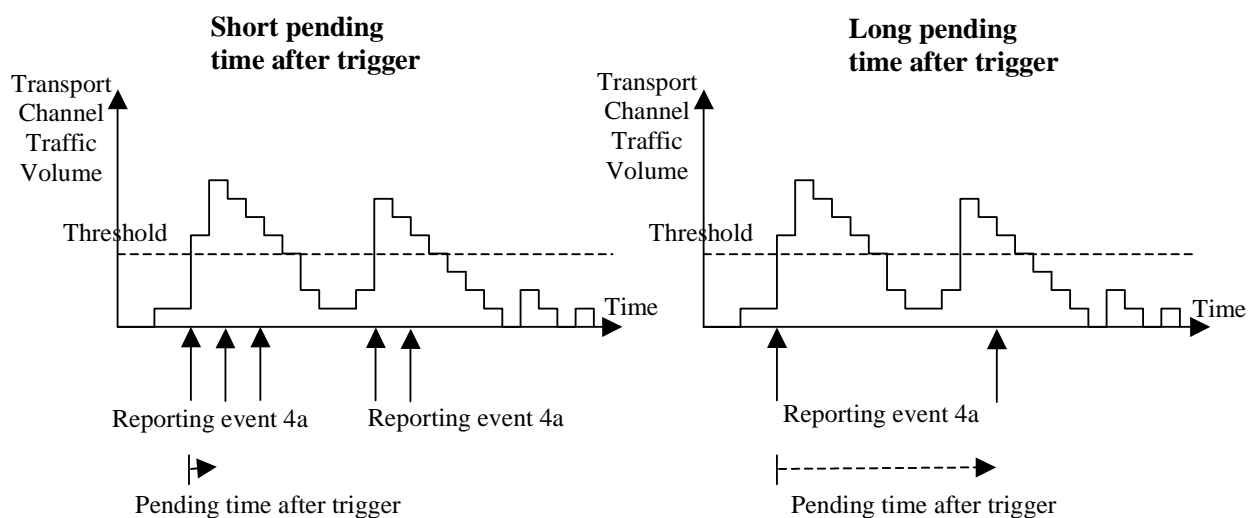 Short pending
time after trigger
Transport
Channel
Traffic
Volume
Threshold
Time
Reporting event 4a
Reporting event 4a
Pending time after trigger
Long pending
time after trigger
Transport
Channel
Traffic
Volume
Threshold
Time
Reporting event 4a
Pending time after trigger